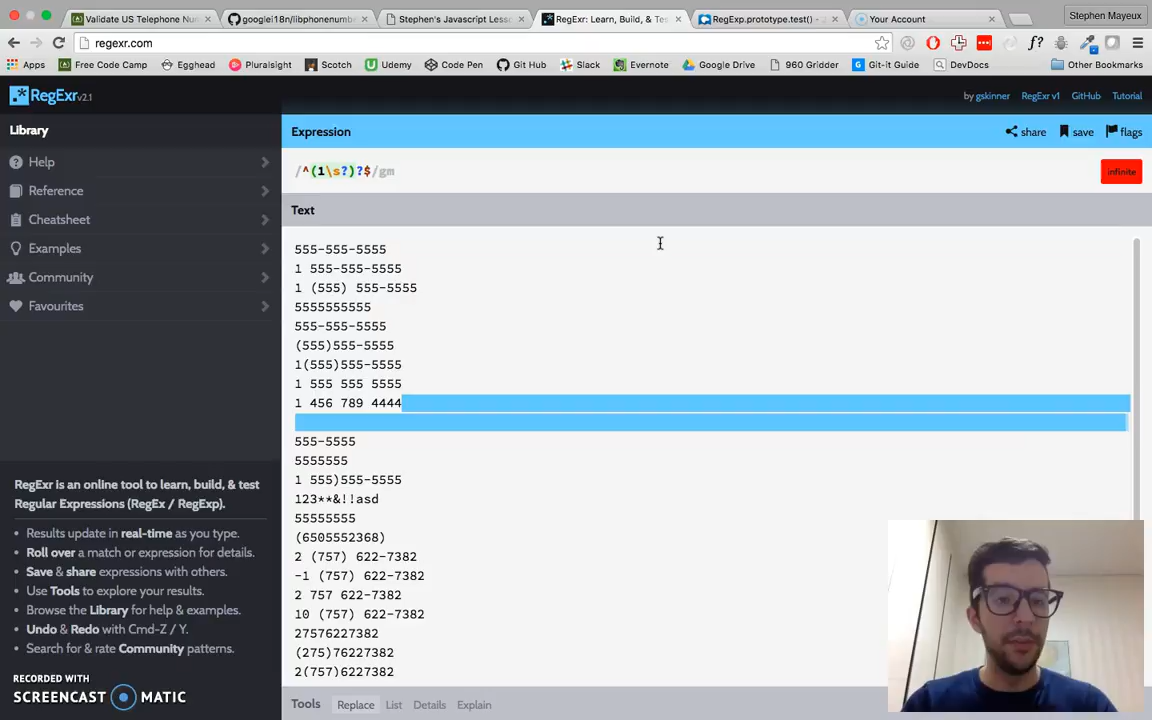 Validate US Telephone Nu
googlei18n/libphonenumbe
Stephen's Javascript Lesso
RegExr: Learn, Build, & Tes
RegExp.prototype.test() - J
Your Account
Stephen Mayeux
regexr.com
f?
Apps
Free Code Camp
Egghead
Pluralsight
Scotch
Udemy
Code Pen
Git Hub
Slack
Evernote
Google Drive
960 Gridder
Git-it Guide
DevDocs
Other Bookmarks
RegExr v2.1
by gskinner
RegExr v1
GitHub
Tutorial
Library
Help
Reference
Cheatsheet
Examples
Community
Favourites
Expression
share
save
flags
/^(1\s?)?$/gm
infinite
Text
555-555-5555
1 555-555-5555
1 (555) 555-5555
5555555555
555-555-5555
(555)555-5555
1(555)555-5555
1 555 555 5555
1 456 789 4444
555-5555
5555555
1 555)555-5555
123**&!!asd
55555555
(6505552368)
2 (757) 622-7382
-1 (757) 622-7382
2 757 622-7382
10 (757) 622-7382
27576227382
(275)76227382
2(757)6227382
RegExr is an online tool to learn, build, & test
Regular Expressions (RegEx / RegExp).
• Results update in real-time as you type.
• Roll over a match or expression for details.
• Save & share expressions with others.
• Use Tools to explore your results.
• Browse the Library for help & examples.
• Undo & Redo with Cmd-Z / Y.
• Search for & rate Community patterns.
RECORDED WITH
SCREENCAST MATIC
Tools
Replace
List
Details
Explain